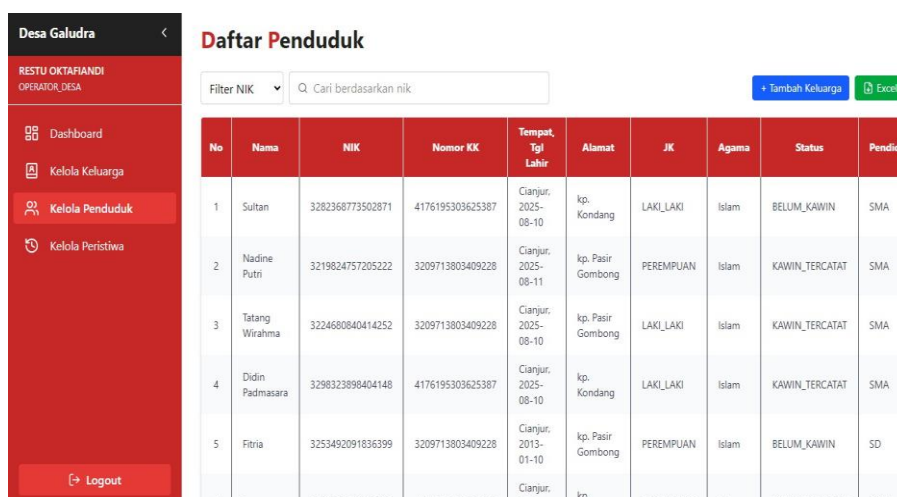 Desa Galudra
RESTU OKTAFIANDI
OPERATOR_DESA
Dashboard
Kelola Keluarga
Kelola Penduduk
Kelola Peristiwa
Logout
Daftar Penduduk
Filter NIK
Cari berdasarkan nik
+ Tambah Keluarga
Excel
No Nama NIK Nomor KK Tempat, Tgl Lahir Alamat JK Agama Status Pendid
1 Sultan 3282368773502871 4176195303625387 Cianjur, 2025-08-10 kp. Kondang LAKI_LAKI Islam BELUM_KAWIN SMA
2 Nadine Putri 3219824757205222 3209713803409228 Cianjur, 2025-08-11 kp. Pasir Gombong PEREMPUAN Islam KAWIN_TERCATAT SMA
3 Tatang Wirahma 3224680840414252 3209713803409228 Cianjur, 2025-08-10 kp. Pasir Gombong LAKI_LAKI Islam KAWIN_TERCATAT SMA
4 Didin Padmasara 3298323898404148 4176195303625387 Cianjur, 2025-08-10 kp. Kondang LAKI_LAKI Islam KAWIN_TERCATAT SMA
5 Fitria 3253492091836399 3209713803409228 Cianjur, 2013-01-10 kp. Pasir Gombong PEREMPUAN Islam BELUM_KAWIN SD
Cianjur,